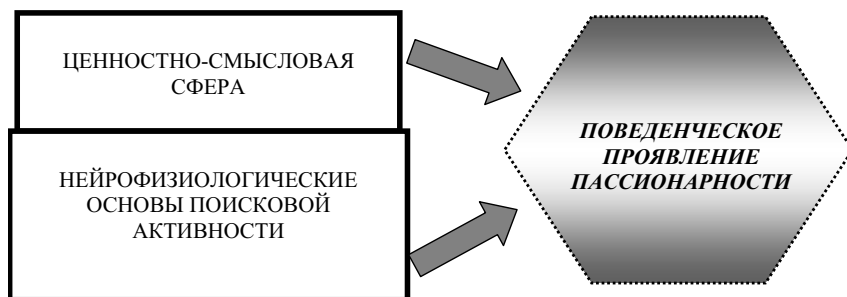 ЦЕННОСТНО-СМЫСЛОВАЯ
СФЕРА
НЕЙРОФИЗИОЛОГИЧЕСКИЕ
ОСНОВЫ ПОИСКОВОЙ
АКТИВНОСТИ
ПОВЕДЕНЧЕСКОЕ
ПРОЯВЛЕНИЕ
ПАССИОНАРНОСТИ